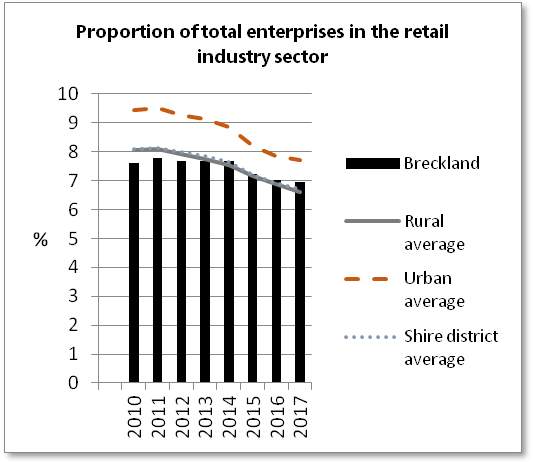 Proportion of total enterprises in the retail
industry sector
10
9
8
7
6
5
4
3
2
1
0
%
2010
2011
2012
2013
2014
2015
2016
2017
Breckland
Rural
average
Urban
average
Shire district
average